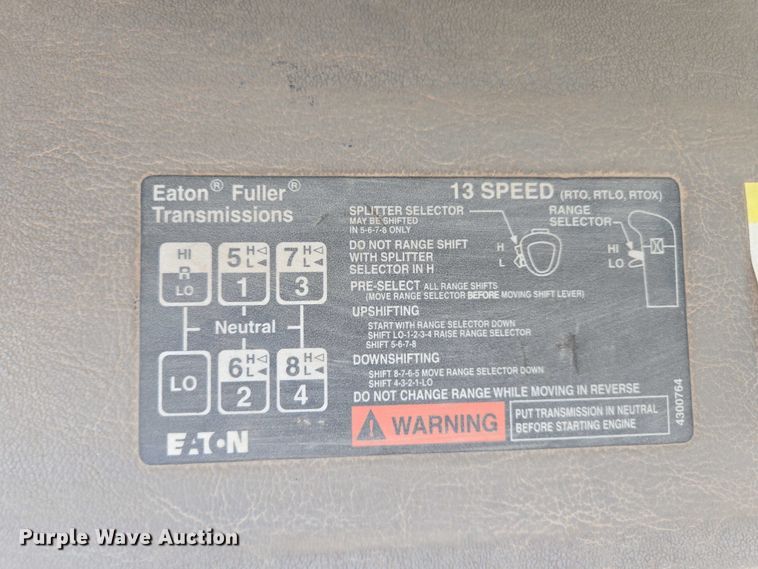 Eaton® Fuller®
Transmissions
13 SPEED (RTO, RTLO, RTOX)
HI
R
LO
5 H
L
1
7 H
L
3
Neutral
LO
6 H
L
2
8 H
L
4
EATON
SPLITTER SELECTOR
MAY BE SHIFTED
IN 5-6-7-8 ONLY
H
L
RANGE
SELECTOR
HI
LO
DO NOT RANGE SHIFT
WITH SPLITTER
SELECTOR IN H
PRE-SELECT ALL RANGE SHIFTS
(MOVE RANGE SELECTOR BEFORE MOVING SHIFT LEVER)
UPSHIFTING
START WITH RANGE SELECTOR DOWN
SHIFT LO-1-2-3-4 RAISE RANGE SELECTOR
SHIFT 5-6-7-8
DOWNSHIFTING
SHIFT 8-7-6-5 MOVE RANGE SELECTOR DOWN
SHIFT 4-3-2-1-LO
DO NOT CHANGE RANGE WHILE MOVING IN REVERSE
WARNING
PUT TRANSMISSION IN NEUTRAL
BEFORE STARTING ENGINE
4300764
Purple Wave Auction